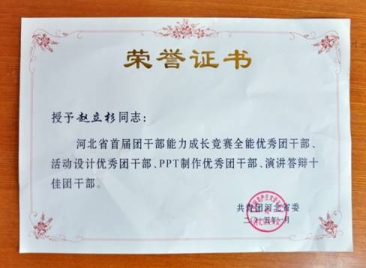 荣誉证书
授予赵立杉同志：
河北省首届团干部能力成长竞赛全能优秀团干部、
活动设计优秀团干部、PPT制作优秀团干部、演讲答辩十
佳团干部。
共青团河北省委